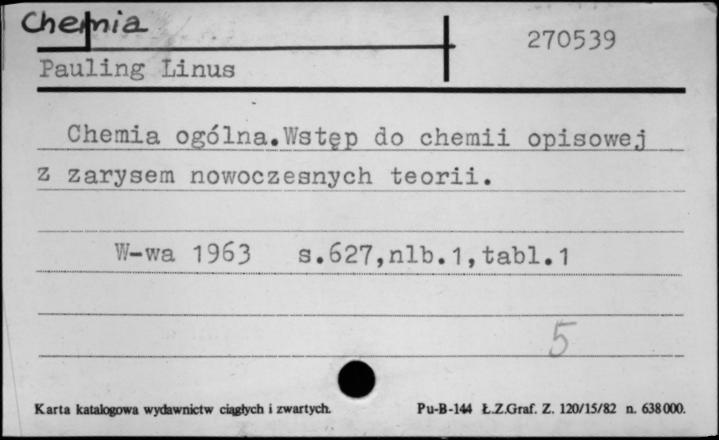 Chemia
270539
Pauling Linus
Chemia ogólna.Wstęp do chemii opisowej
z zarysem nowoczesnych teorii.
W-wa 1963 s.627,nlb.1,tabl.1
5
Karta katalogowa wydawnictw ciągłych i zwartych. Pu-B-144 Ł.Z.Graf. Z. 120/15/82 n. 638000.